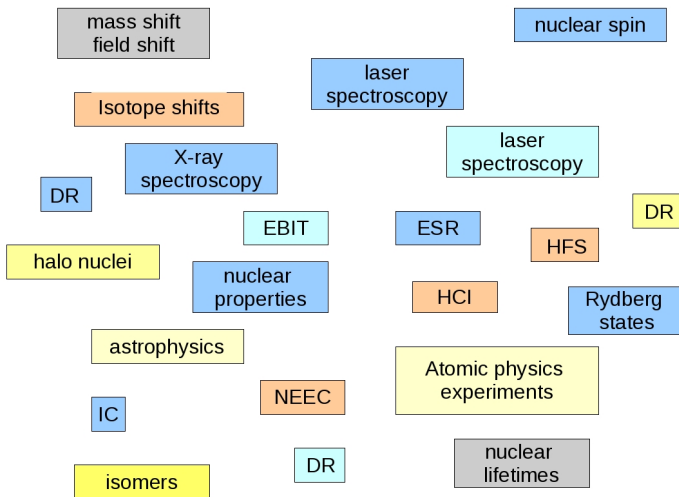 mass shift
field shift
nuclear spin
laser
spectroscopy
Isotope shifts
laser
spectroscopy
X-ray
spectroscopy
DR
DR
EBIT
ESR
HFS
halo nuclei
nuclear
properties
HCI
Rydberg
states
astrophysics
Atomic physics
experiments
NEEC
IC
DR
nuclear
lifetimes
isomers